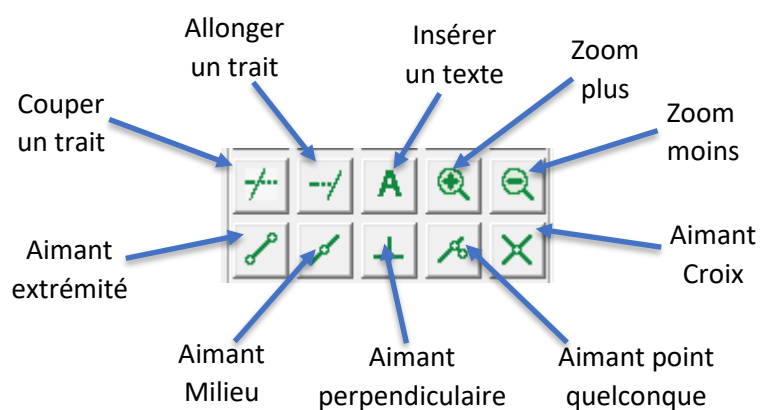 Allonger
un trait
Insérer
un texte
Zoom
plus
Couper
un trait
Zoom
moins
A
Aimant
extrémité
Aimant
Croix
Aimant
Milieu
Aimant
perpendiculaire
Aimant point
quelconque